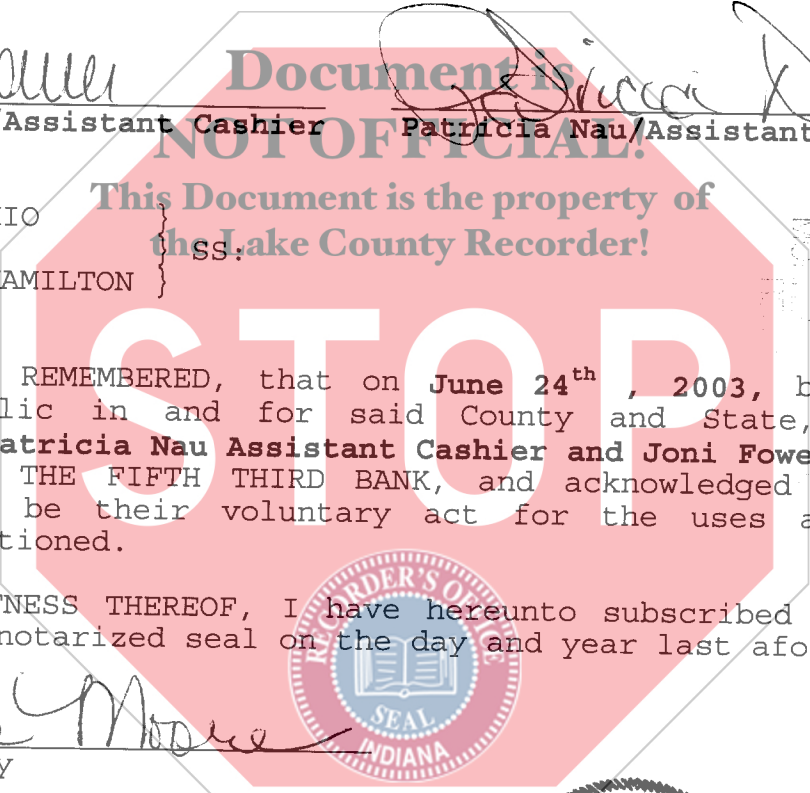 Document is
/Assistant Cashier Patricia Nau/Assistant
NOT OFFICIAL!
This Document is the property of
IO
the Lake County Recorder!
} SS:
AMILTON
STOP
REMEMBERED, that on June 24th , 2003, b
lic in and for said County and State,
atricia Nau Assistant Cashier and Joni Fowe
THE FIFTH THIRD BANK, and acknowledged
be their voluntary act for the uses a
tioned.
TNESS THEREOF, I have hereunto subscribed
notarized seal on the day and year last afo
RECORDER'S OFFICE
SEAL
INDIANA
Moore
y